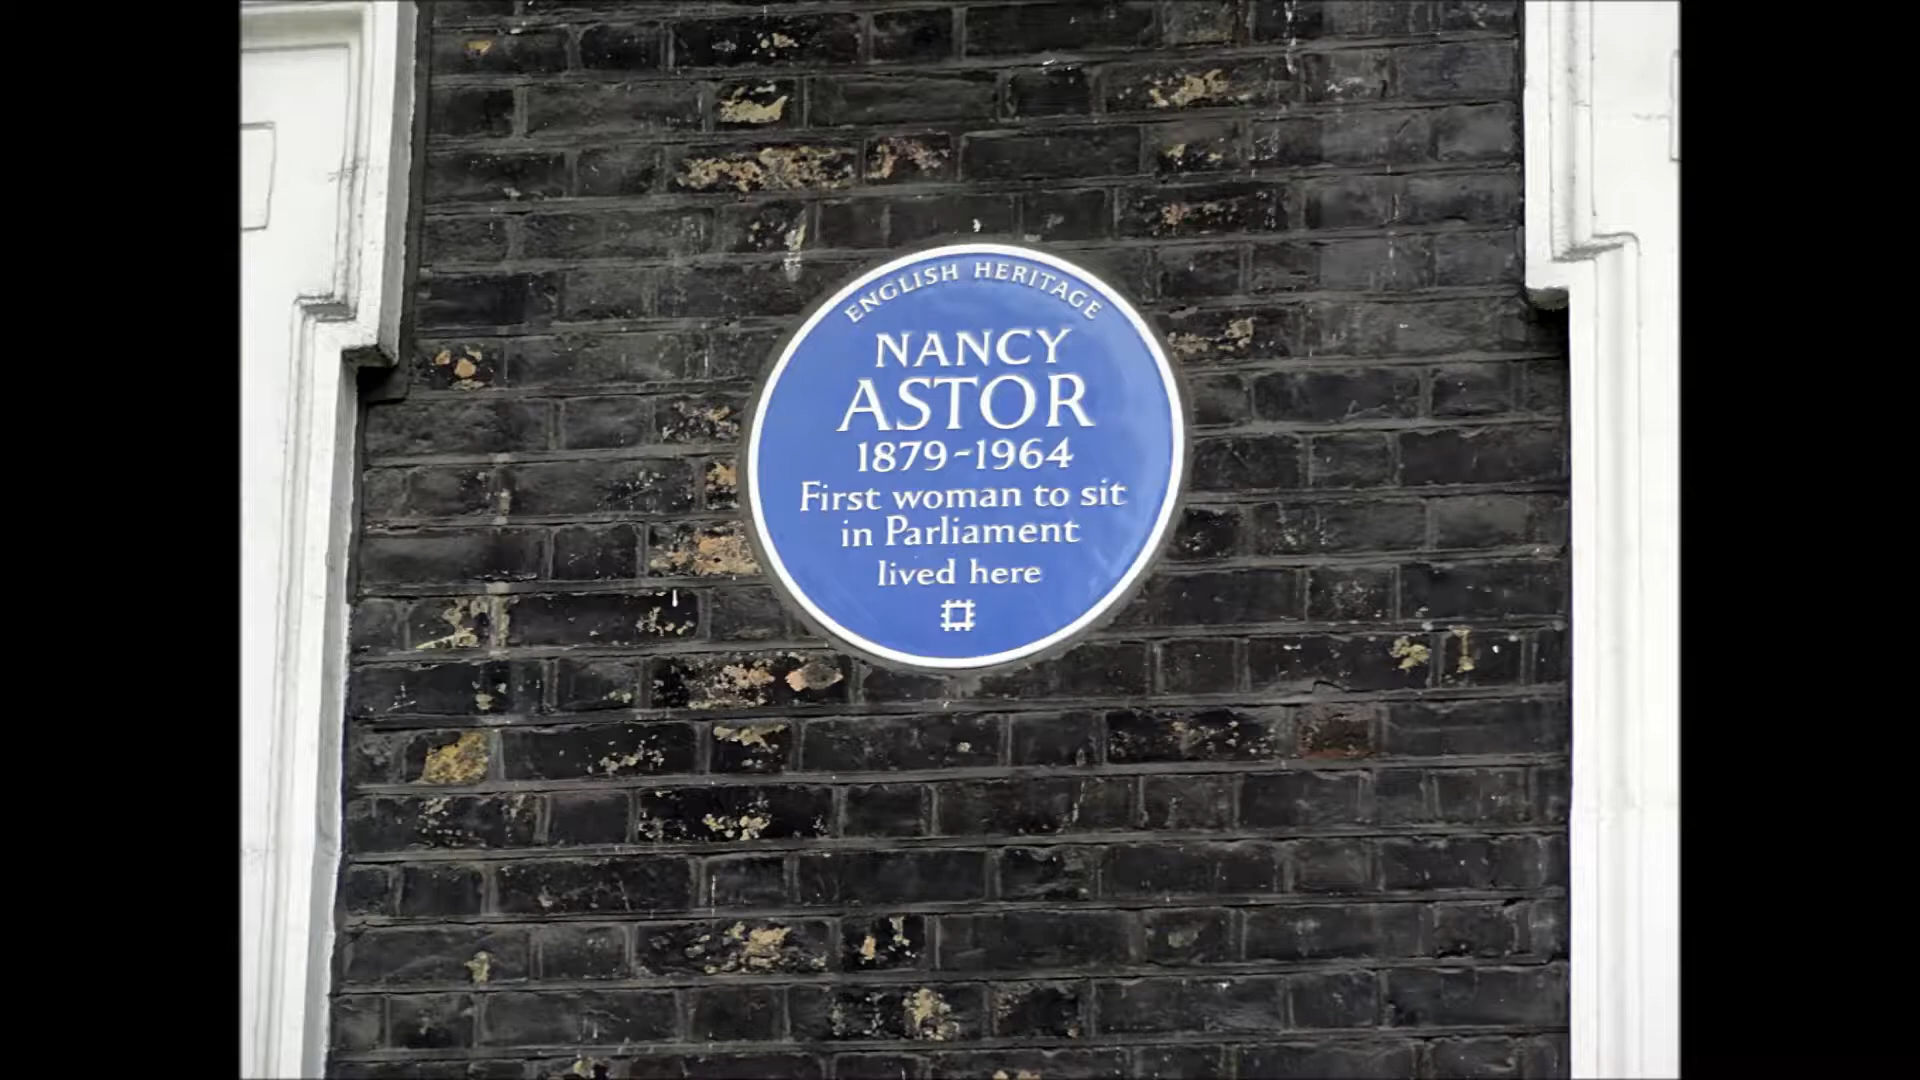 ENGLISH HERITAGE
NANCY
ASTOR
1879-1964
First woman to sit
in Parliament
lived here